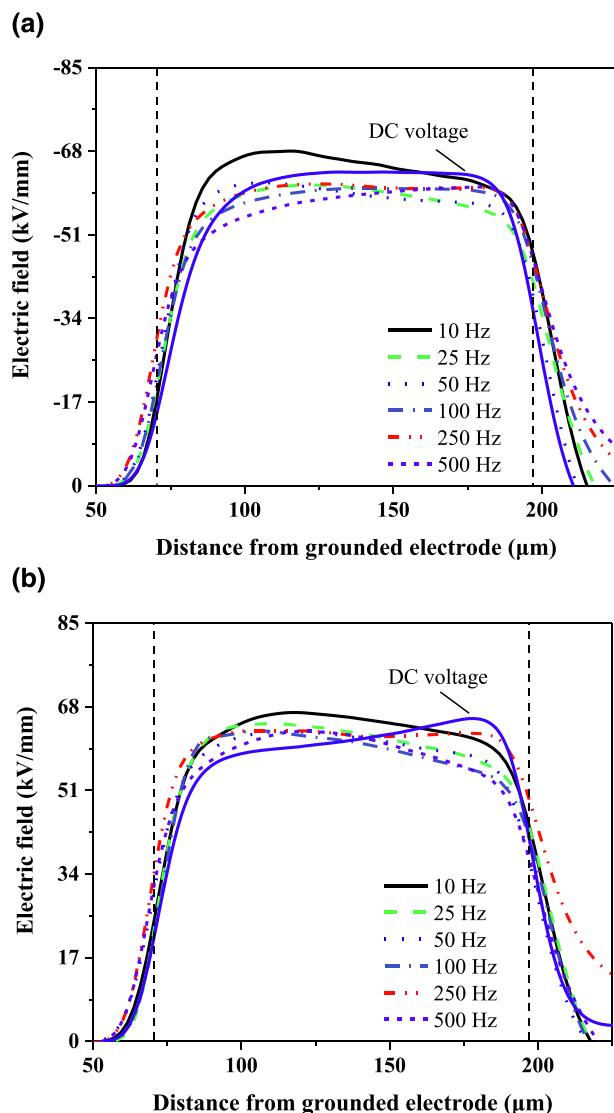 (a)
-85
-68
-51
-34
-17
0
Electric field (kV/mm)
DC voltage
10 Hz
25 Hz
50 Hz
100 Hz
250 Hz
500 Hz
50
100
150
200
Distance from grounded electrode (μm)
(b)
85
68
51
34
17
0
Electric field (kV/mm)
DC voltage
10 Hz
25 Hz
50 Hz
100 Hz
250 Hz
500 Hz
50
100
150
200
Distance from grounded electrode (μm)